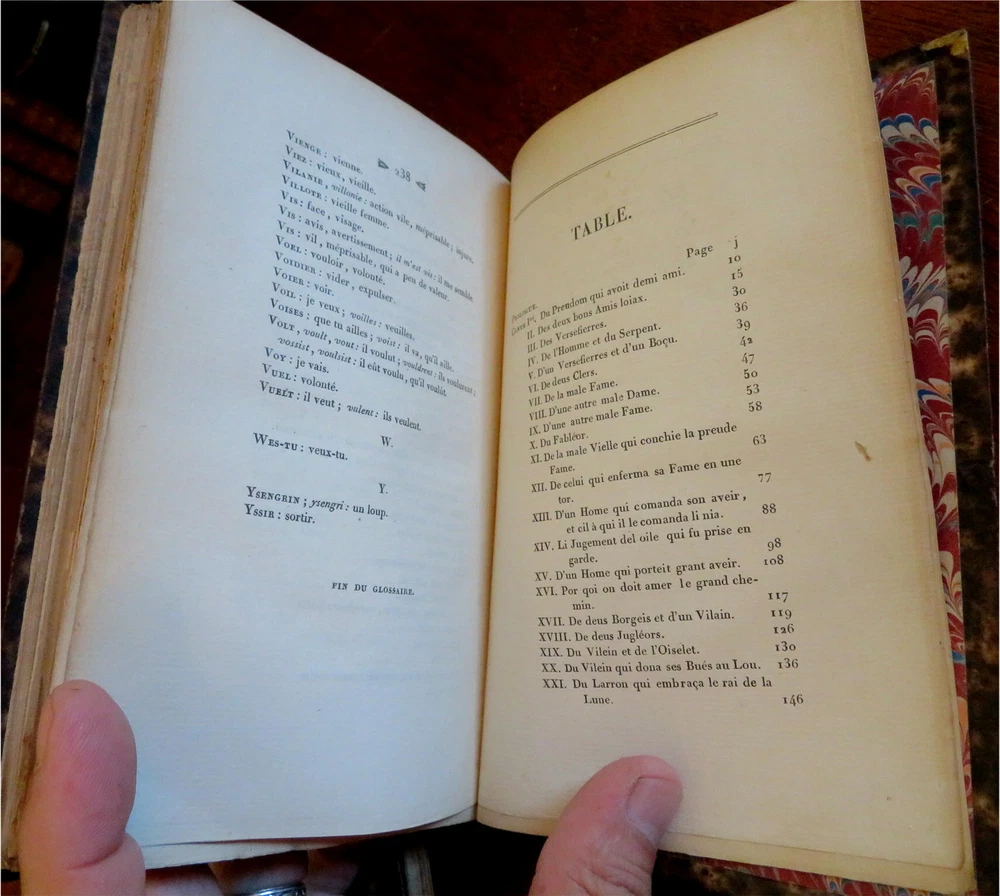 238
VIENGE : vienne.
VIEZ : vieux, vieille.
VILANIE, villonie : action vile, méprisable ; injure.
VILLOTE : vieille femme.
VIS : face, visage.
VIS : avis, avertissement ; il m'est vis : il me semble.
VIS : vil, méprisable, qui a peu de valeur.
VOEL : vouloir, volonté.
VOIDIER : vider, expulser.
VOIER : voir.
VOIL : je veux ; voilles : veuilles.
VOISES : que tu ailles ; voist : il va, qu'il aille.
VOLT, voult, vout : il voulut ; vouldrent : ils voulurent ;
vossist, voulsist : il eût voulu, qu'il voulût.
VOY : je vais.
VUEL : volonté.
VUELT : il veut ; vulent : ils veulent.
W.
WES-TU : veux-tu.
Y.
YSENGRIN ; ysengri : un loup.
YSSIR : sortir.
FIN DU GLOSSAIRE.
TABLE.
Page j
PROLOGUE. 10
CONTE Ier. Du Prendom qui avoit demi ami. 15
II. Des deux bons Amis loiax. 30
III. Des Versefierres. 36
IV. De l'Homme et du Serpent. 39
V. D'un Versefierres et d'un Boçu. 42
VI. De deus Clers. 47
VII. De la male Fame. 50
VIII. D'une autre male Dame. 53
IX. D'une autre male Fame. 58
X. Du Fabléor.
XI. De la male Vielle qui conchie la preude
Fame. 63
XII. De celui qui enferma sa Fame en une
tor. 77
XIII. D'un Home qui comanda son aveir,
et cil à qui il le comanda li nia. 88
XIV. Li Jugement del oile qui fu prise en
garde. 98
XV. D'un Home qui porteit grant aveir. 108
XVI. Por qoi on doit amer le grand che-
min. 117
XVII. De deus Borgeis et d'un Vilain. 119
XVIII. De deus Jugléors. 126
XIX. Du Vilein et de l'Oiselet. 130
XX. Du Vilein qui dona ses Bués au Lou. 136
XXI. Du Larron qui embraça le rai de la
Lune. 146